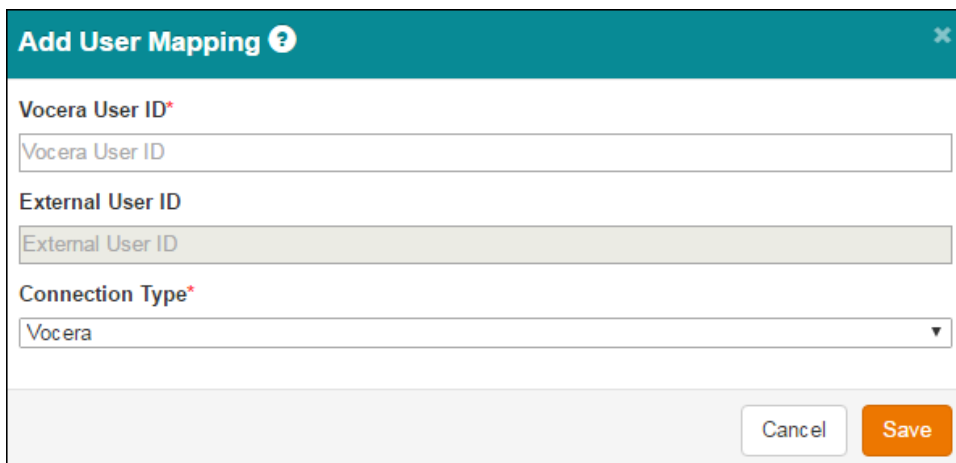 Add User Mapping ?
Vocera User ID*
Vocera User ID
External User ID
External User ID
Connection Type*
Vocera
Cancel Save